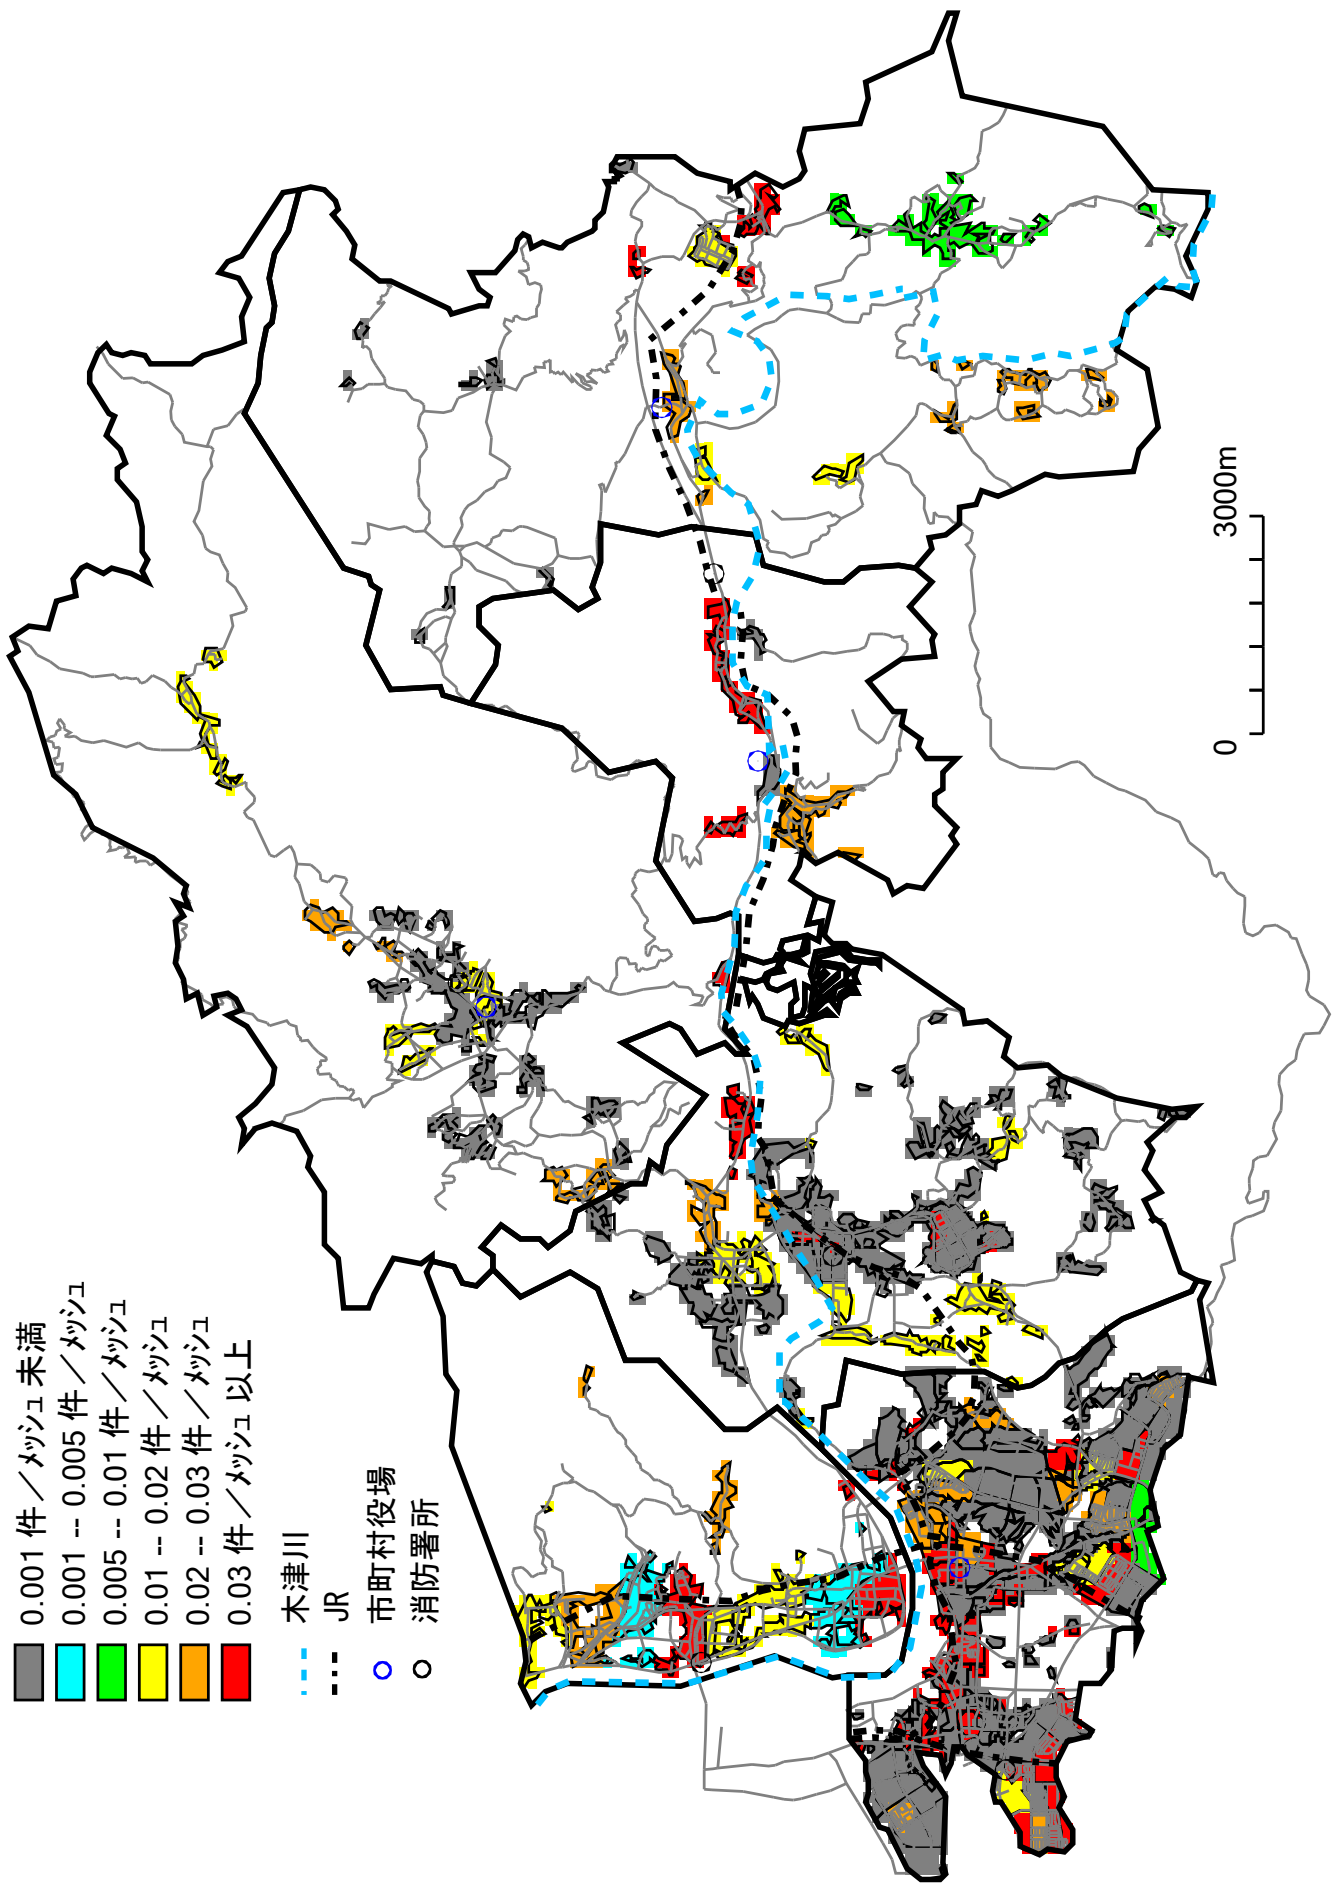 0.001 件／メッシュ 未満
0.001 -- 0.005 件／メッシュ
0.005 -- 0.01 件／メッシュ
0.01 -- 0.02 件／メッシュ
0.02 -- 0.03 件／メッシュ
0.03 件／メッシュ 以上
木津川
JR
市町村役場
消防署所
0
3000m